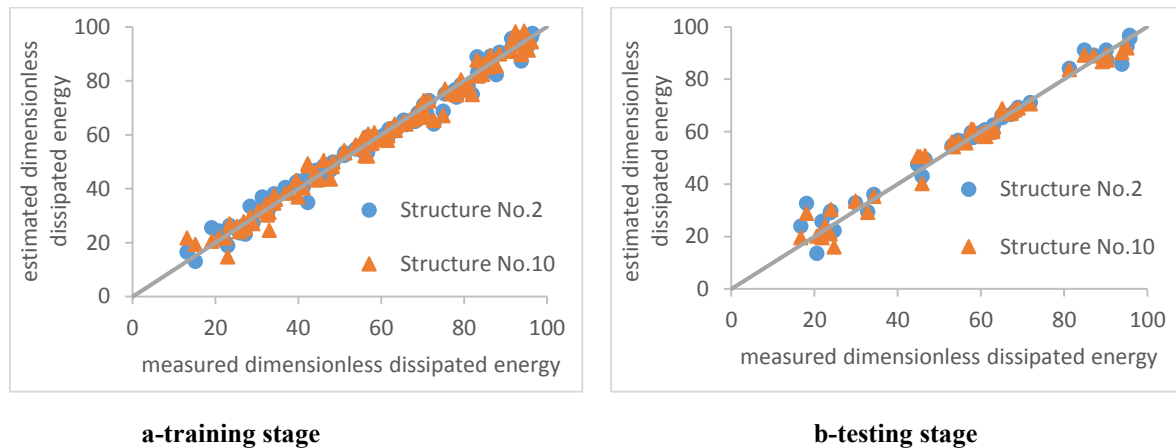 estimated dimensionless
dissipated energy
100
80
60
40
20
0
Structure No.2
Structure No.10
0 20 40 60 80 100
measured dimensionless dissipated energy
a-training stage
estimated dimensionless
dissipated energy
100
80
60
40
20
0
Structure No.2
Structure No.10
0 20 40 60 80 100
measured dimensionless dissipated energy
b-testing stage